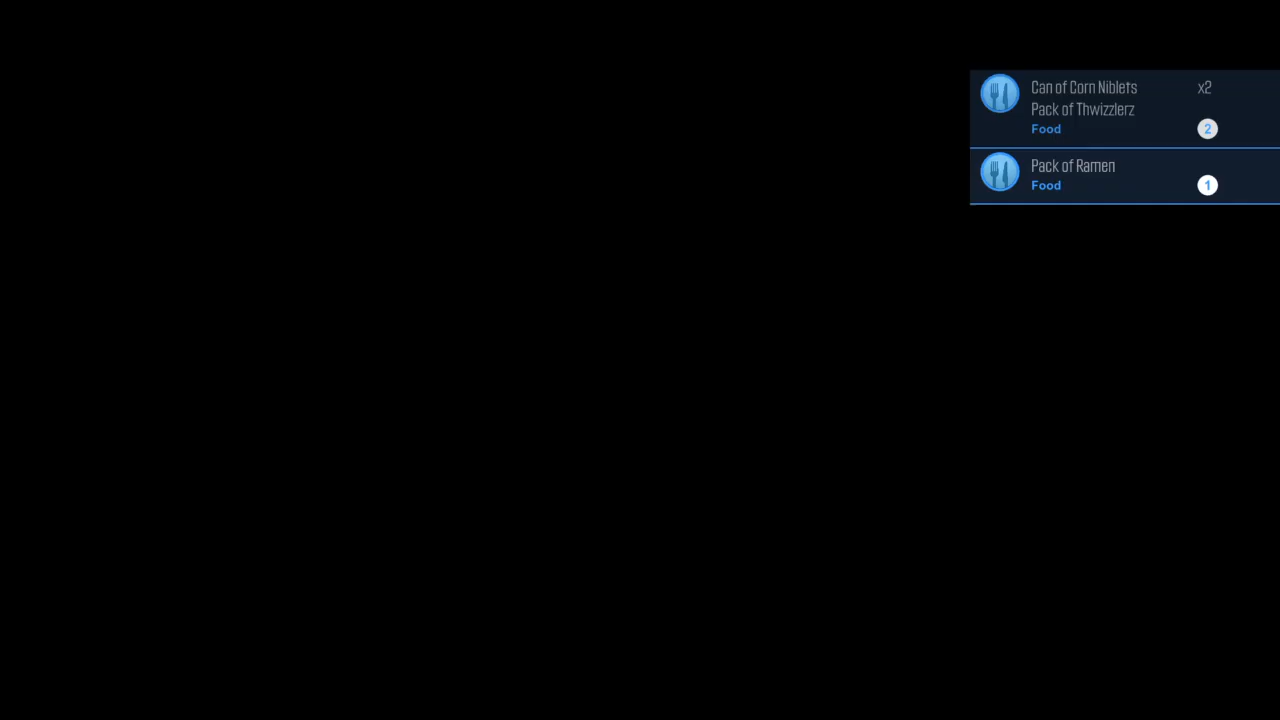 Can of Corn Niblets x2
Pack of Thwizzlerz
Food 2
Pack of Ramen
Food 1